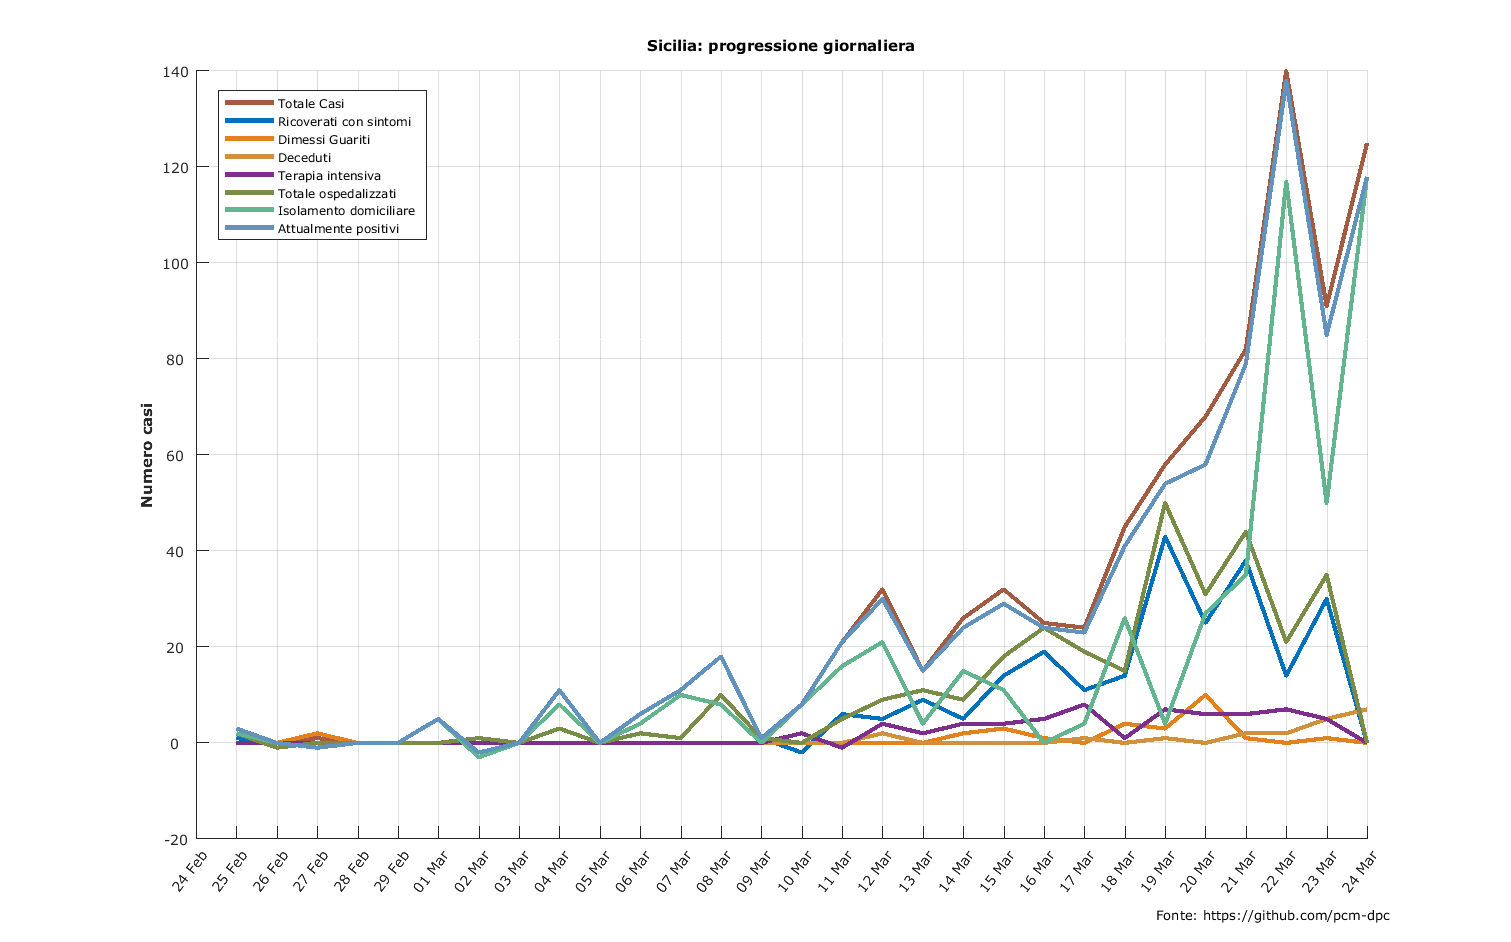 Sicilia: progressione giornaliera
140
120
100
80
60
40
20
0
-20
Numero casi
Totale Casi
Ricoverati con sintomi
Dimessi Guariti
Deceduti
Terapia intensiva
Totale ospedalizzati
Isolamento domiciliare
Attualmente positivi
24 Feb
25 Feb
26 Feb
27 Feb
28 Feb
29 Feb
01 Mar
02 Mar
03 Mar
04 Mar
05 Mar
06 Mar
07 Mar
08 Mar
09 Mar
10 Mar
11 Mar
12 Mar
13 Mar
14 Mar
15 Mar
16 Mar
17 Mar
18 Mar
19 Mar
20 Mar
21 Mar
22 Mar
23 Mar
24 Mar
Fonte: https://github.com/pcm-dpc